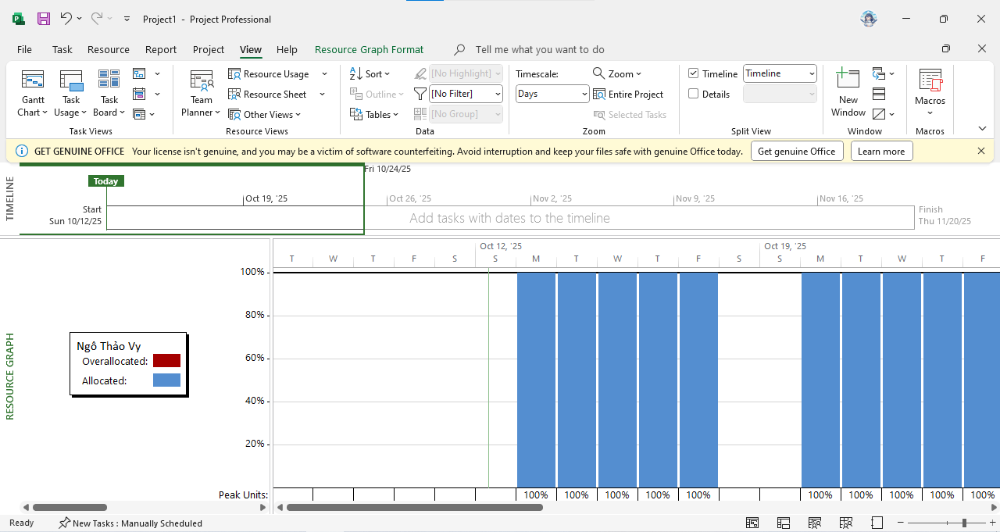 Project1 - Project Professional
File Task Resource Report Project View Help Resource Graph Format Tell me what you want to do
Gantt Chart
Task Usage
Task Board
Task Views
Team Planner
Resource Usage
Resource Sheet
Other Views
Resource Views
Sort
Outline
Tables
[No Highlight]
[No Filter]
[No Group]
Data
Timescale:
Days
Zoom
Entire Project
Selected Tasks
Zoom
Timeline
Timeline
Details
Split View
New Window
Window
Macros
Macros
GET GENUINE OFFICE Your license isn't genuine, and you may be a victim of software counterfeiting. Avoid interruption and keep your files safe with genuine Office today. Get genuine Office Learn more
TIMELINE
Fri 10/24/25
Today
Oct 19, '25 Oct 26, '25 Nov 2, '25 Nov 9, '25 Nov 16, '25
Start
Sun 10/12/25
Add tasks with dates to the timeline
Finish
Thu 11/20/25
RESOURCE GRAPH
Ngô Thảo Vy
Overallocated:
Allocated:
Oct 12, '25 Oct 19, '25
T W T F S S M T W T F S S M T W T F
100%
80%
60%
40%
20%
Peak Units: 100% 100% 100% 100% 100% 100% 100% 100% 100% 100%
Ready New Tasks : Manually Scheduled